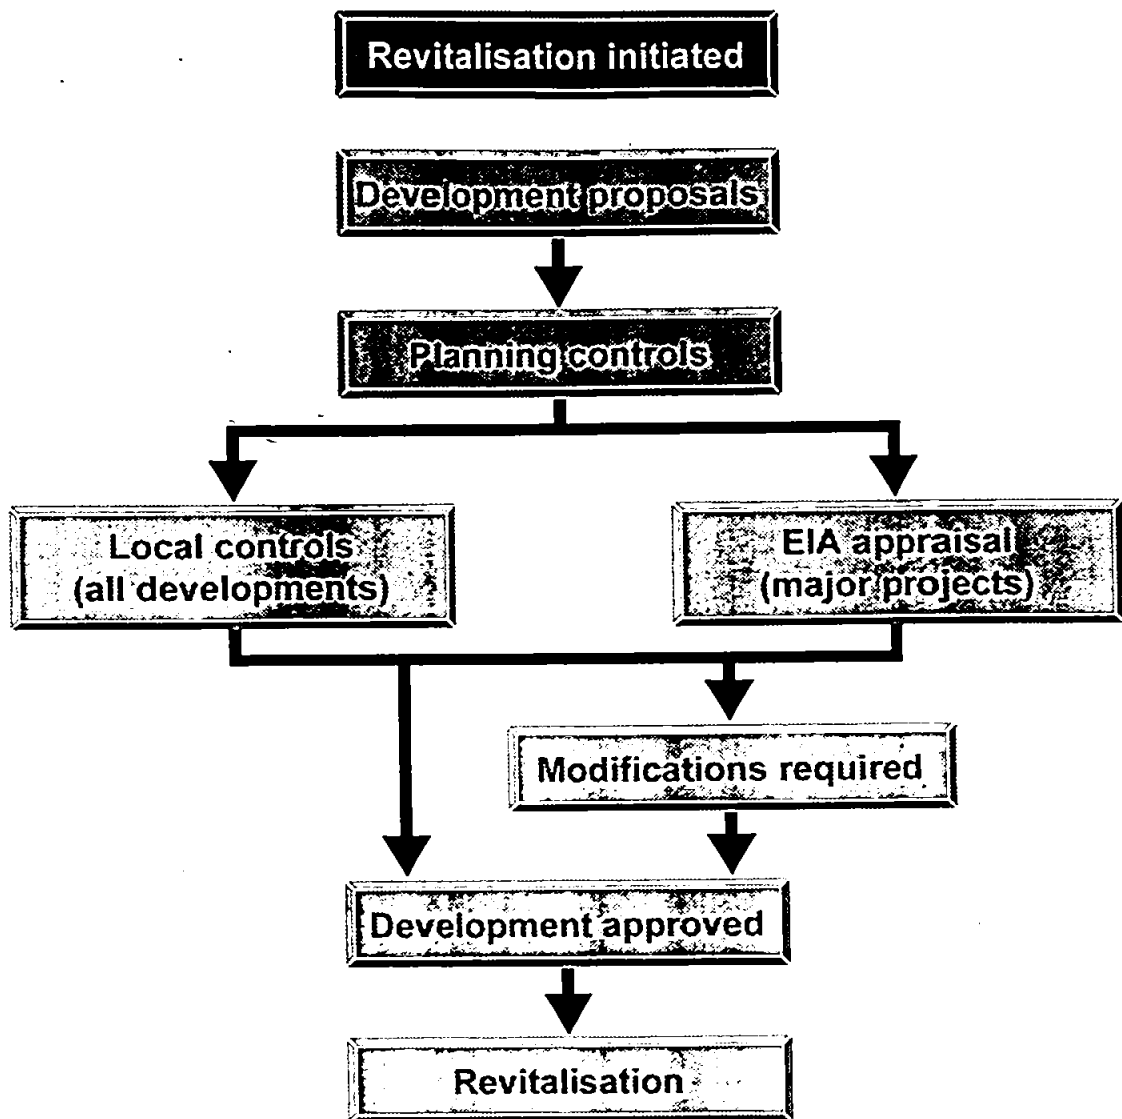 Revitalisation initiated
Development proposals
Planning controls
Local controls
(all developments)
EIA appraisal
(major projects)
Modifications required
Development approved
Revitalisation